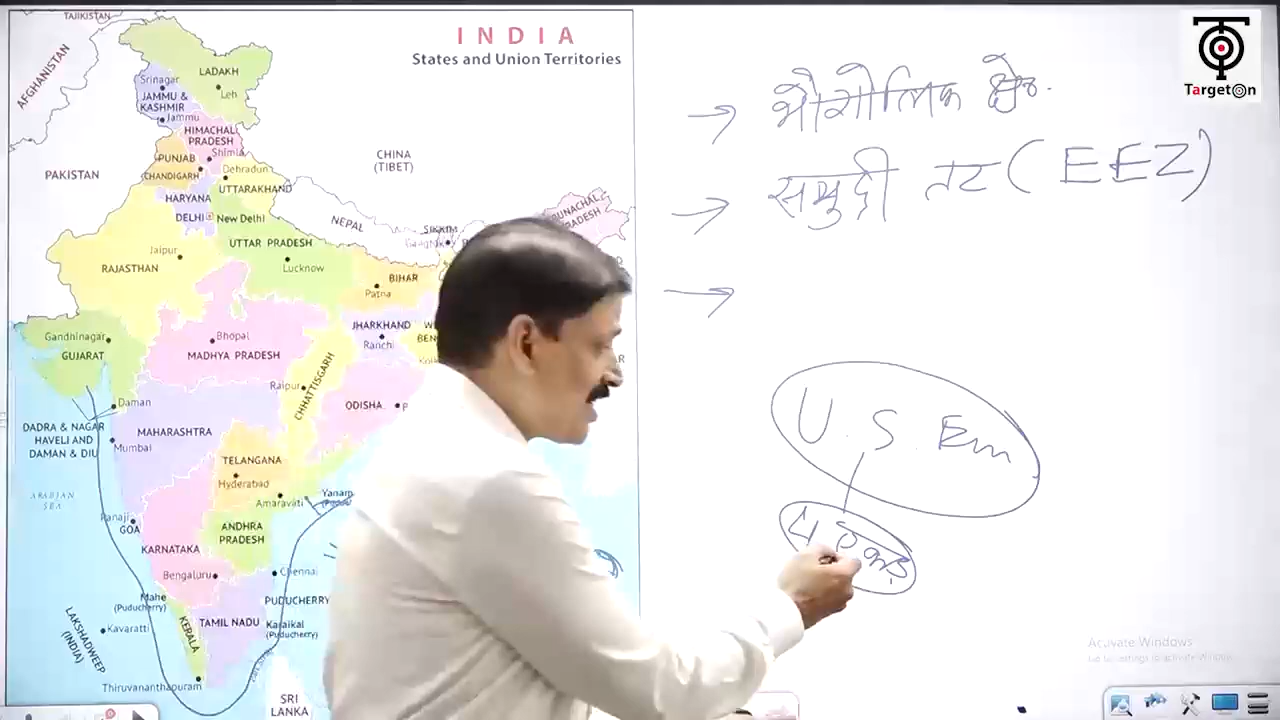 TAJIKISTAN
AFGHANISTAN
PAKISTAN
CHINA
(TIBET)
NEPAL
INDIA
States and Union Territories
LADAKH
Leh
Srinagar
JAMMU &
KASHMIR
Jammu
HIMACHAL
PRADESH
Shimla
PUNJAB
CHANDIGARH
Dehradun
UTTARAKHAND
HARYANA
DELHI
New Delhi
SIKKIM
UTTAR PRADESH
Lucknow
Jaipur
RAJASTHAN
BIHAR
Patna
Gandhinagar
GUJARAT
Bhopal
MADHYA PRADESH
JHARKHAND
Ranchi
CHHATTISGARH
Raipur
ODISHA
DADRA & NAGAR
HAVELI AND
DAMAN & DIU
Daman
Mumbai
MAHARASHTRA
TELANGANA
Hyderabad
Amaravati
Yanam
ARABIAN
SEA
Panaji
GOA
ANDHRA
PRADESH
KARNATAKA
Bengaluru
Chennai
Mahe
(Puducherry)
PUDUCHERRY
TAMIL NADU
Karaikal
(Puducherry)
KERALA
LAKSHADWEEP
(INDIA)
Kavaratti
Thiruvananthapuram
SRI
LANKA
→ भौगोलिक क्षेत्र.
→ समुद्री तट (EEZ)
→
U.S Em
TargetOn
Activate Windows